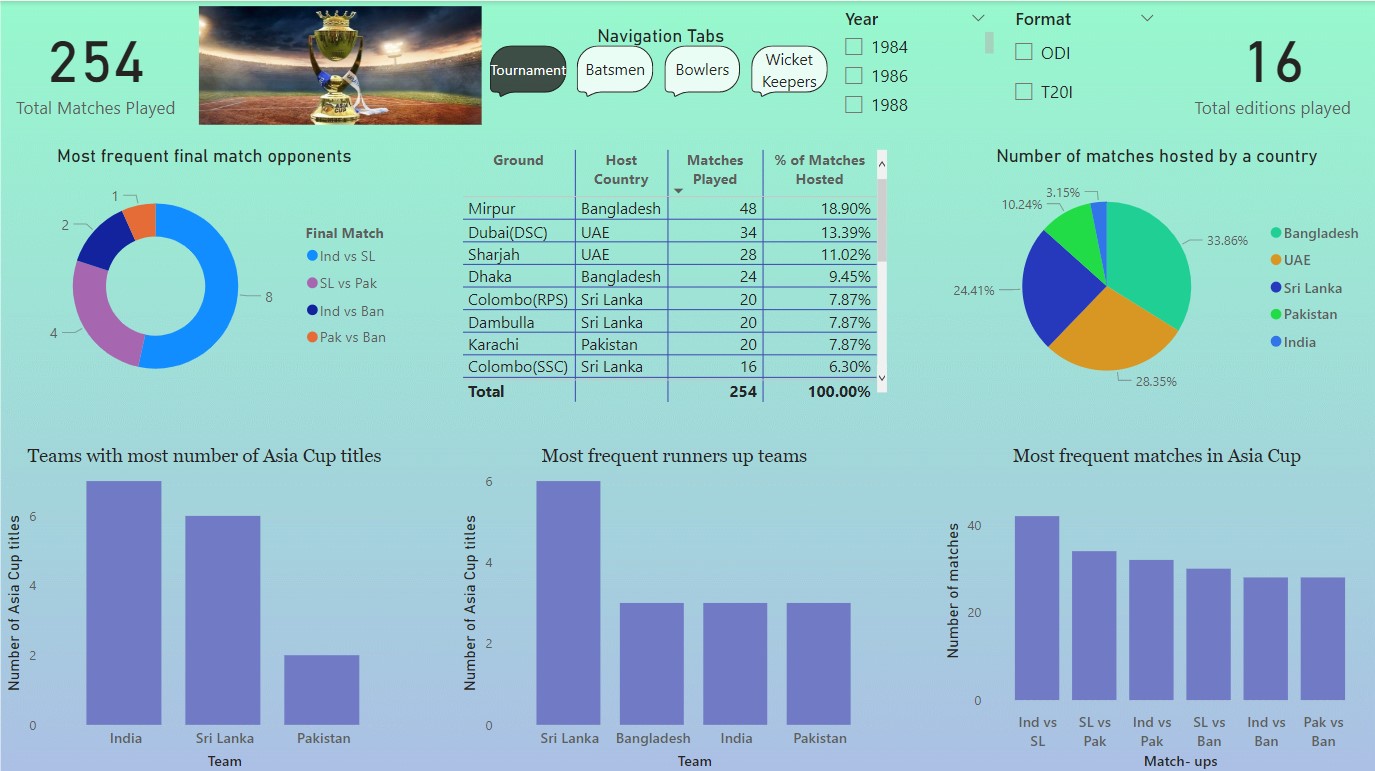 254
Total Matches Played
ASIA
CUP
Navigation Tabs
Tournament
Batsmen
Bowlers
Wicket
Keepers
Year
1984
1986
1988
Format
ODI
T20I
16
Total editions played
Most frequent final match opponents
1
2
4
8
Final Match
Ind vs SL
SL vs Pak
Ind vs Ban
Pak vs Ban
Ground Host Country Matches Played % of Matches Hosted
Mirpur Bangladesh 48 18.90%
Dubai(DSC) UAE 34 13.39%
Sharjah UAE 28 11.02%
Dhaka Bangladesh 24 9.45%
Colombo(RPS) Sri Lanka 20 7.87%
Dambulla Sri Lanka 20 7.87%
Karachi Pakistan 20 7.87%
Colombo(SSC) Sri Lanka 16 6.30%
Total 254 100.00%
Number of matches hosted by a country
3.15%
10.24%
33.86%
24.41%
28.35%
Bangladesh
UAE
Sri Lanka
Pakistan
India
Teams with most number of Asia Cup titles
Number of Asia Cup titles
6
4
2
0
India Sri Lanka Pakistan
Team
Most frequent runners up teams
Number of Asia Cup titles
6
4
2
0
Sri Lanka Bangladesh India Pakistan
Team
Most frequent matches in Asia Cup
Number of matches
40
20
0
Ind vs SL
SL vs Pak
Ind vs Pak
SL vs Ban
Ind vs Ban
Pak vs Ban
Match- ups